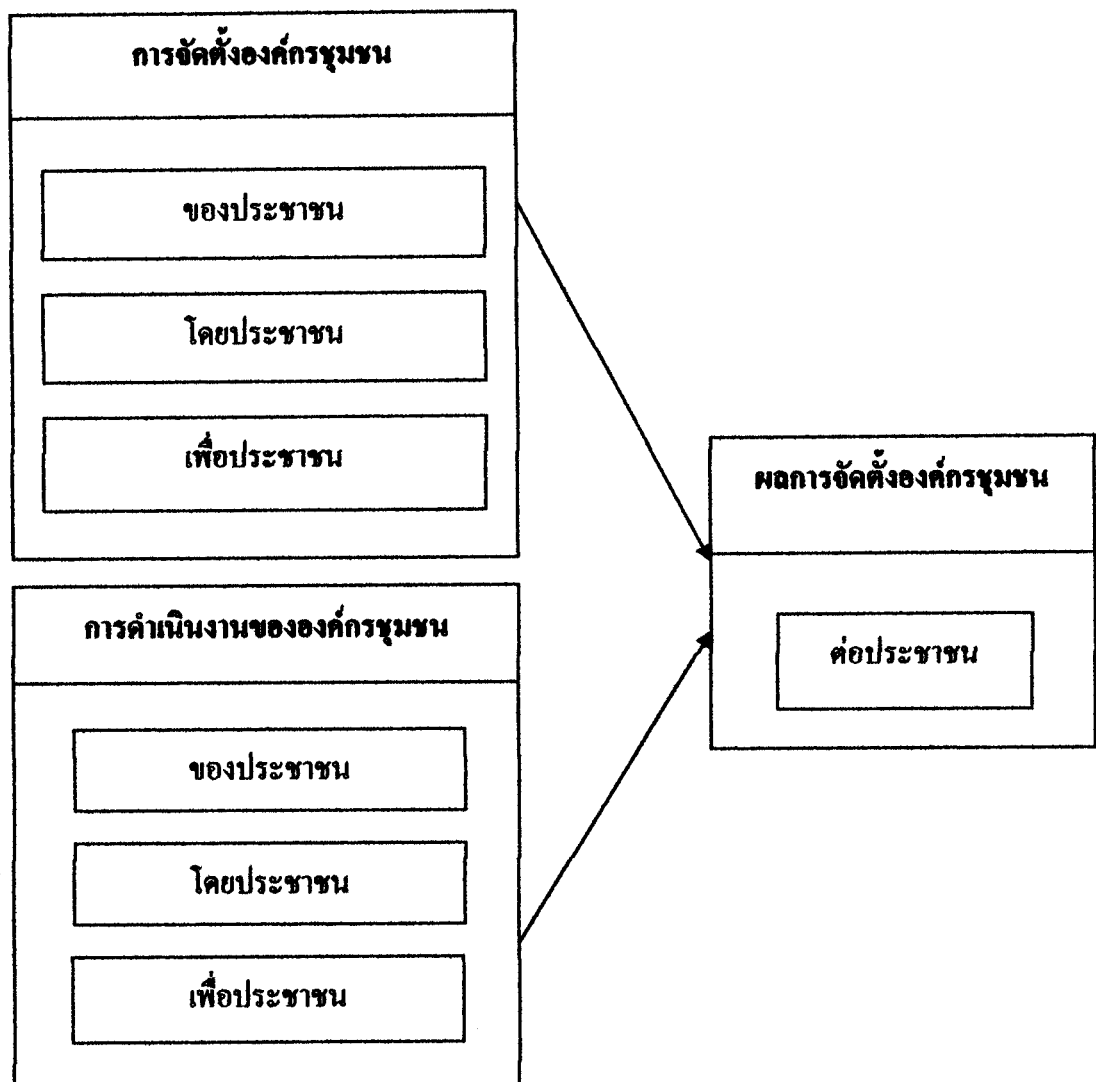 การจัดตั้งองค์กรชุมชน
ของประชาชน
โดยประชาชน
เพื่อประชาชน
การดำเนินงานขององค์กรชุมชน
ของประชาชน
โดยประชาชน
เพื่อประชาชน
ผลการจัดตั้งองค์กรชุมชน
ต่อประชาชน